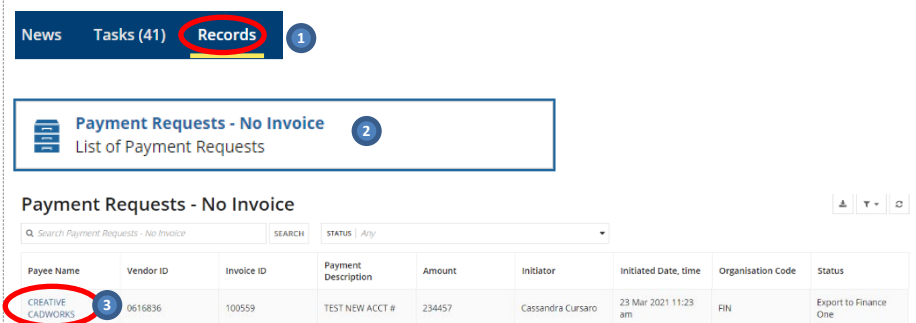 News Tasks (41) Records 1
Payment Requests - No Invoice 2
List of Payment Requests
Payment Requests - No Invoice
Search Payment Requests - No Invoice SEARCH STATUS Any
Payee Name Vendor ID Invoice ID Payment Description Amount Initiator Initiated Date, time Organisation Code Status
CREATIVE CADWORKS 3 0616836 100559 TEST NEW ACCT # 234457 Cassandra Cursaro 23 Mar 2021 11:23 am FIN Export to Finance One